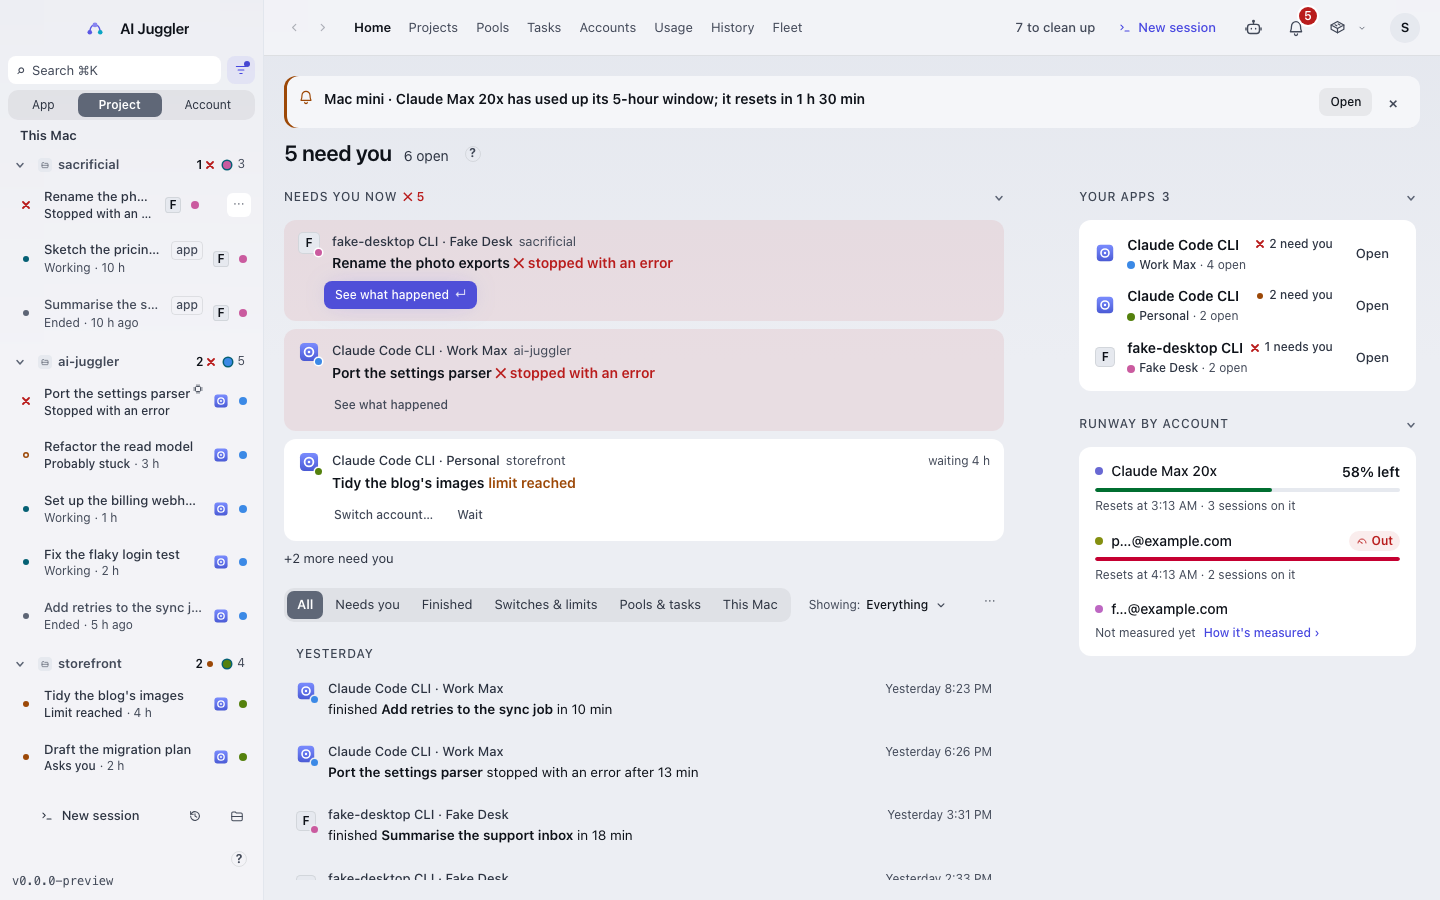 AI Juggler
Search ⌘K
App
Project
Account
This Mac
sacrificial
1
3
Rename the ph...
Stopped with an ...
F
Sketch the pricin...
app
Working · 10 h
F
Summarise the s...
app
Ended · 10 h ago
F
ai-juggler
2
5
Port the settings parser
Stopped with an error
Refactor the read model
Probably stuck · 3 h
Set up the billing webh...
Working · 1 h
Fix the flaky login test
Working · 2 h
Add retries to the sync j...
Ended · 5 h ago
storefront
2
4
Tidy the blog's images
Limit reached · 4 h
Draft the migration plan
Asks you · 2 h
New session
?
v0.0.0-preview
Home
Projects
Pools
Tasks
Accounts
Usage
History
Fleet
7 to clean up
New session
5
S
Mac mini · Claude Max 20x has used up its 5-hour window; it resets in 1 h 30 min
Open
5 need you
6 open
?
NEEDS YOU NOW
5
F
fake-desktop CLI · Fake Desk sacrificial
Rename the photo exports stopped with an error
See what happened
Claude Code CLI · Work Max ai-juggler
Port the settings parser stopped with an error
See what happened
Claude Code CLI · Personal storefront
waiting 4 h
Tidy the blog's images limit reached
Switch account...
Wait
+2 more need you
All
Needs you
Finished
Switches & limits
Pools & tasks
This Mac
Showing: Everything
YESTERDAY
Claude Code CLI · Work Max
Yesterday 8:23 PM
finished Add retries to the sync job in 10 min
Claude Code CLI · Work Max
Yesterday 6:26 PM
Port the settings parser stopped with an error after 13 min
F
fake-desktop CLI · Fake Desk
Yesterday 3:31 PM
finished Summarise the support inbox in 18 min
fake-desktop CLI · Fake Desk
Yesterday 2:33 PM
YOUR APPS 3
Claude Code CLI
2 need you
Work Max · 4 open
Open
Claude Code CLI
2 need you
Personal · 2 open
Open
F
fake-desktop CLI
1 needs you
Fake Desk · 2 open
Open
RUNWAY BY ACCOUNT
Claude Max 20x
58% left
Resets at 3:13 AM · 3 sessions on it
p...@example.com
Out
Resets at 4:13 AM · 2 sessions on it
f...@example.com
Not measured yet
How it's measured ›